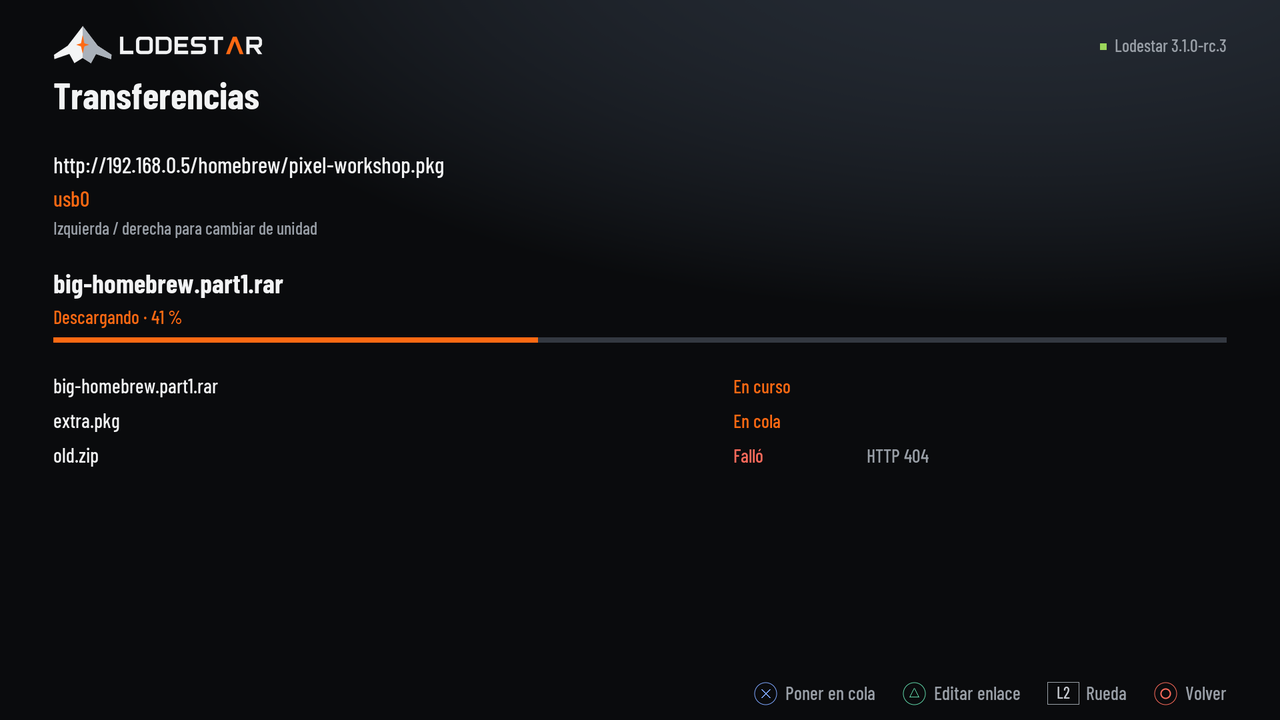 LODESTAR
Lodestar 3.1.0-rc.3
Transferencias
http://192.168.0.5/homebrew/pixel-workshop.pkg
usb0
Izquierda / derecha para cambiar de unidad
big-homebrew.part1.rar
Descargando · 41 %
big-homebrew.part1.rar En curso
extra.pkg En cola
old.zip Falló HTTP 404
Poner en cola Editar enlace L2 Rueda Volver